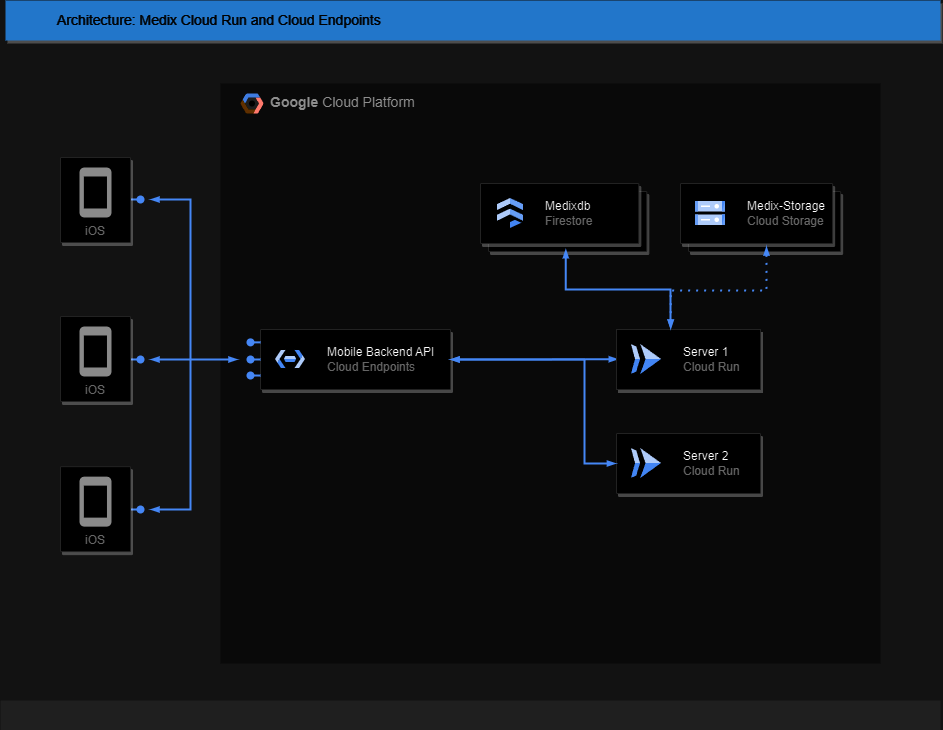 Architecture: Medix Cloud Run and Cloud Endpoints
Google Cloud Platform
iOS
Medixdb
Firestore
Medix-Storage
Cloud Storage
iOS
Mobile Backend API
Cloud Endpoints
Server 1
Cloud Run
Server 2
Cloud Run
iOS